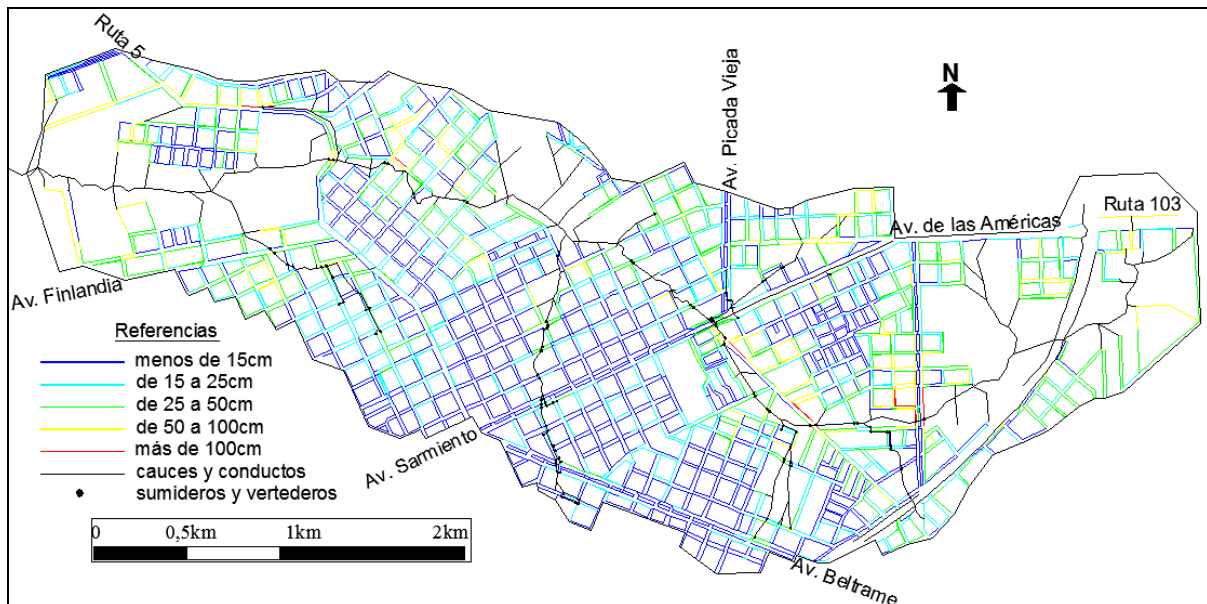 Ruta 5
N
Av. Picada Vieja
Ruta 103
Av. de las Américas
Av. Finlandia
Referencias
menos de 15cm
de 15 a 25cm
de 25 a 50cm
de 50 a 100cm
más de 100cm
cauces y conductos
sumideros y vertederos
Av. Sarmiento
0 0,5km 1km 2km
Av. Beltrame